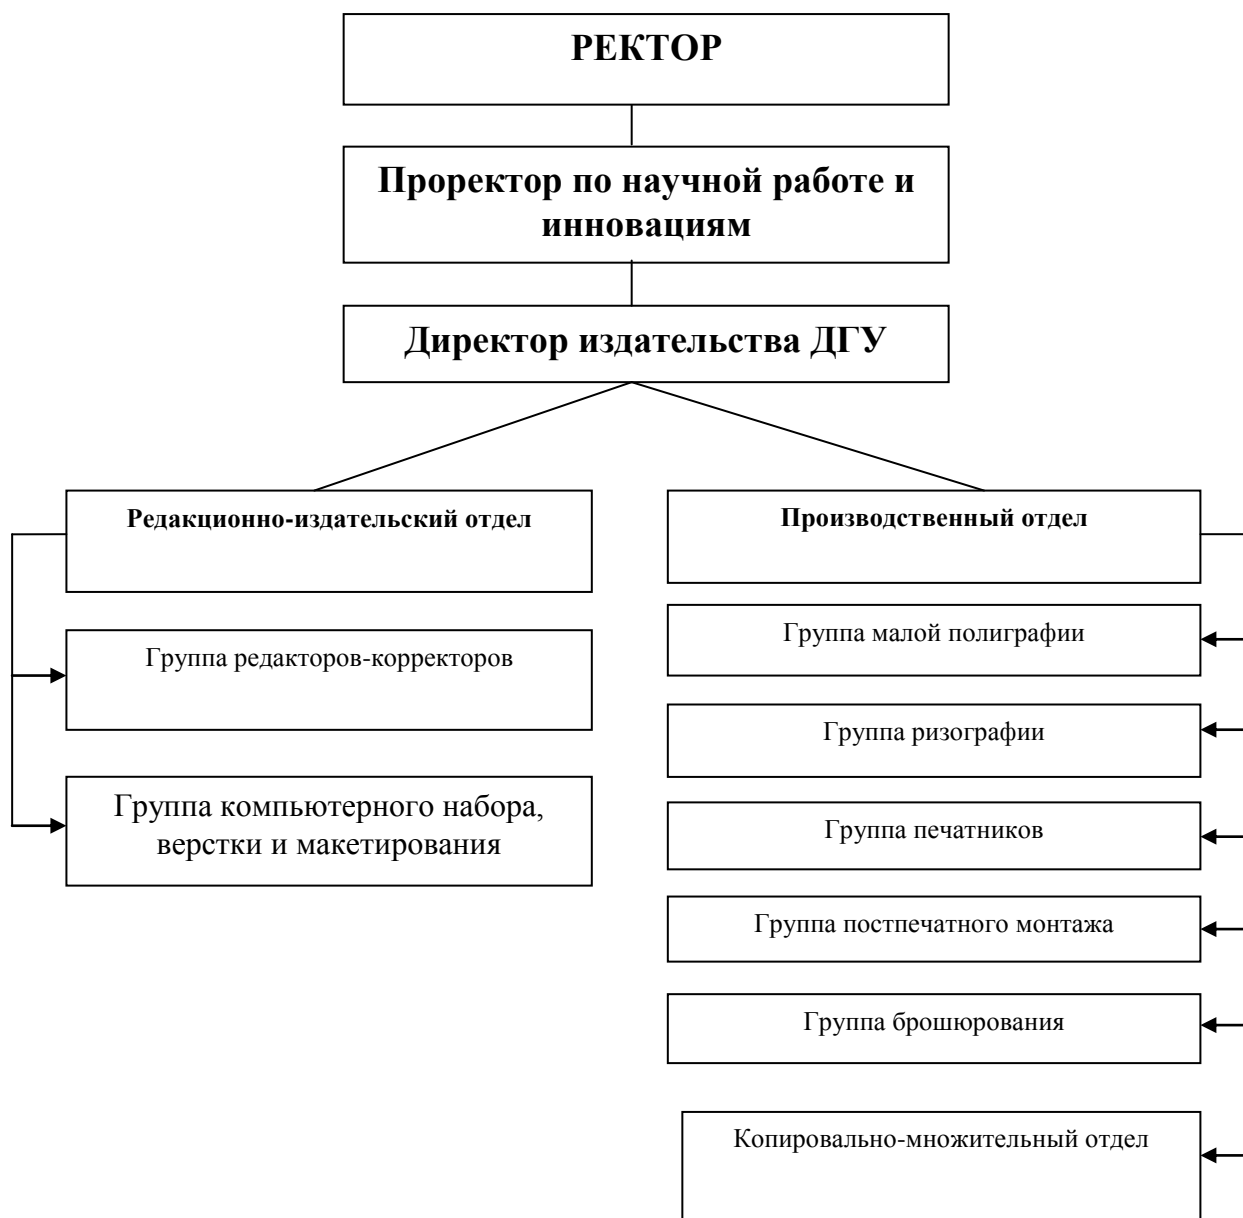 РЕКТОР
Проректор по научной работе и
инновациям
Директор издательства ДГУ
Редакционно-издательский отдел
Группа редакторов-корректоров
Группа компьютерного набора,
верстки и макетирования
Производственный отдел
Группа малой полиграфии
Группа ризографии
Группа печатников
Группа постпечатного монтажа
Группа брошюрования
Копировально-множительный отдел